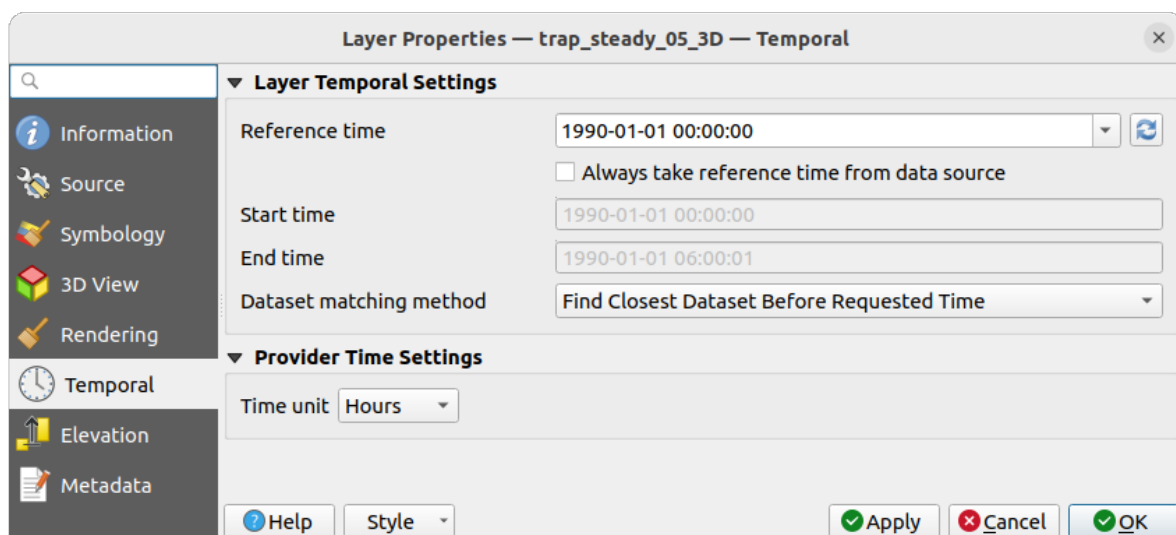 Layer Properties — trap_steady_05_3D — Temporal
Information
Source
Symbology
3D View
Rendering
Temporal
Elevation
Metadata
Layer Temporal Settings
Reference time 1990-01-01 00:00:00
Always take reference time from data source
Start time 1990-01-01 00:00:00
End time 1990-01-01 06:00:01
Dataset matching method Find Closest Dataset Before Requested Time
Provider Time Settings
Time unit Hours
Help Style Apply Cancel OK